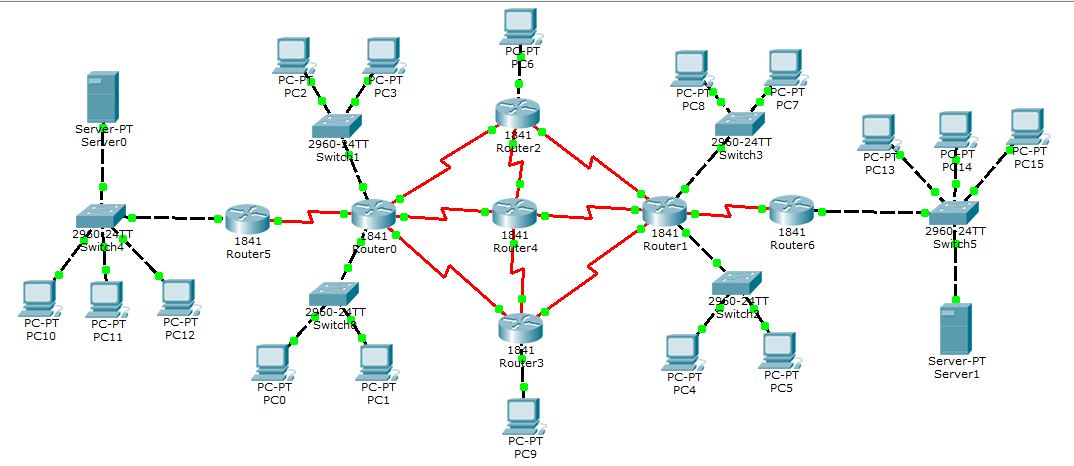 PC-PT
PC6
PC-PT
PC2
PC-PT
PC3
PC-PT
PC8
PC-PT
PC7
Server-PT
Server0
1841
Router2
2960-24TT
Switch1
2960-24TT
Switch3
PC-PT
PC13
PC-PT
PC14
PC-PT
PC15
2960-24TT
Switch4
1841
Router5
1841
Router0
1841
Router4
1841
Router1
1841
Router6
2960-24TT
Switch5
PC-PT
PC10
PC-PT
PC11
PC-PT
PC12
2960-24TT
Switch0
2960-24TT
Switch2
1841
Router3
PC-PT
PC0
PC-PT
PC1
PC-PT
PC4
PC-PT
PC5
Server-PT
Server1
PC-PT
PC9